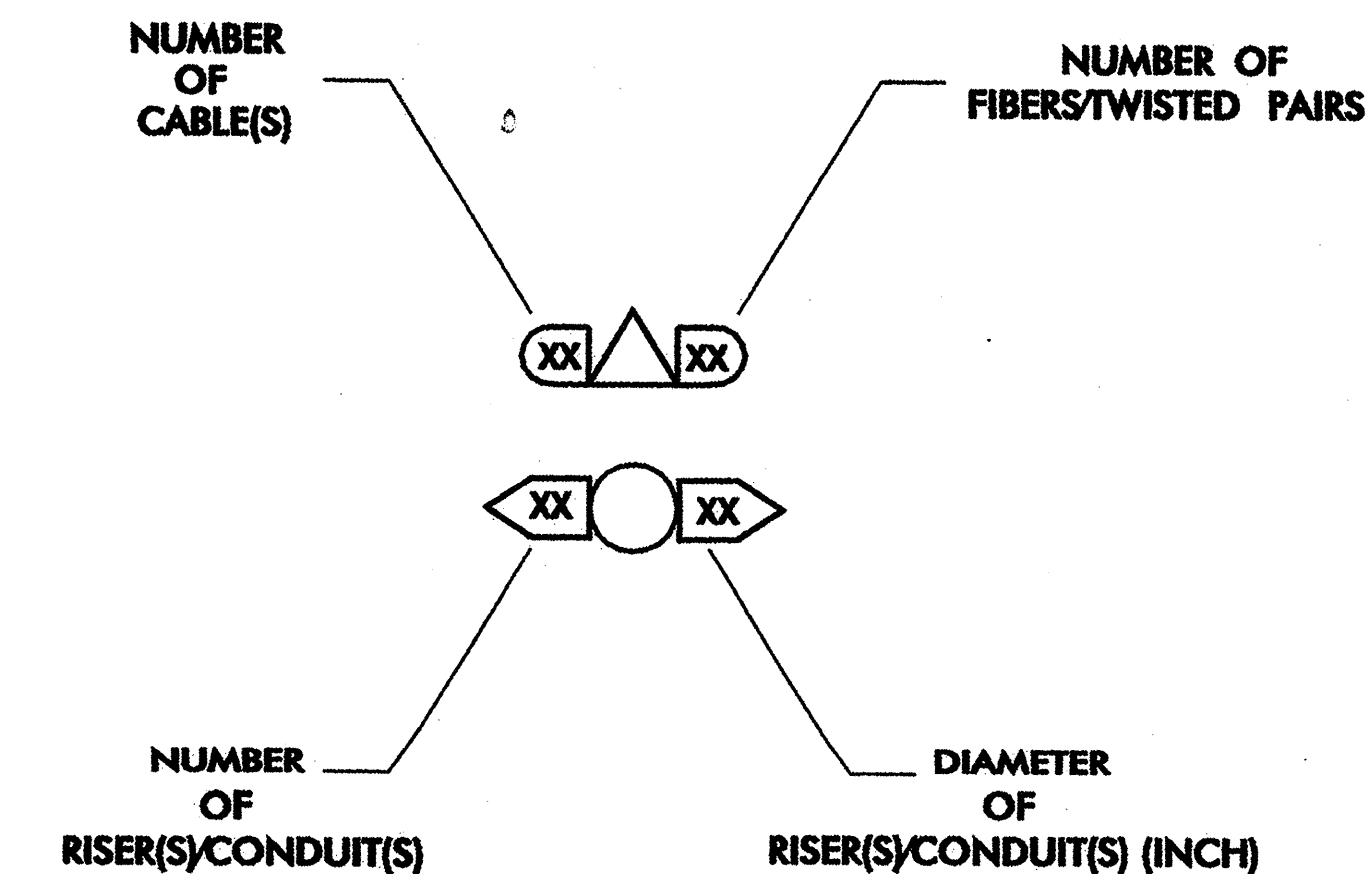 NUMBER
OF
CABLE(S)
NUMBER OF
FIBERS/TWISTED PAIRS
XX XX
XX XX
NUMBER
OF
RISER(S)/CONDUIT(S)
DIAMETER
OF
RISER(S)/CONDUIT(S) (INCH)